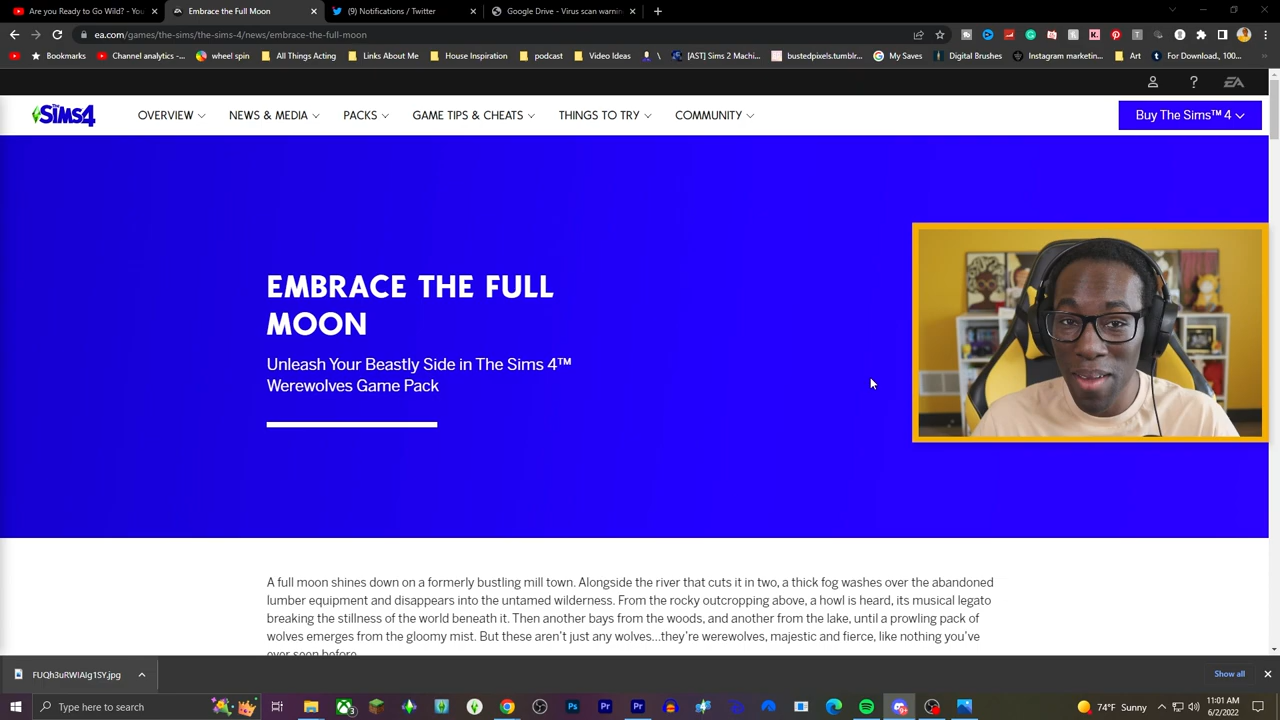 Are you Ready to Go Wild? - You
Embrace the Full Moon
(9) Notifications / Twitter
Google Drive - Virus scan warnin
ea.com/games/the-sims/the-sims-4/news/embrace-the-full-moon
Bookmarks
Channel analytics -...
wheel spin
All Things Acting
Links About Me
House Inspiration
podcast
Video Ideas
[AST] Sims 2 Machi...
bustedpixels.tumblr...
My Saves
Digital Brushes
Instagram marketin...
Art
For Download., 100...
EA
The SIMS4
OVERVIEW
NEWS & MEDIA
PACKS
GAME TIPS & CHEATS
THINGS TO TRY
COMMUNITY
Buy The Sims™ 4
EMBRACE THE FULL
MOON
Unleash Your Beastly Side in The Sims 4™
Werewolves Game Pack
A full moon shines down on a formerly bustling mill town. Alongside the river that cuts it in two, a thick fog washes over the abandoned
lumber equipment and disappears into the untamed wilderness. From the rocky outcropping above, a howl is heard, its musical legato
breaking the stillness of the world beneath it. Then another bays from the woods, and another from the lake, until a prowling pack of
wolves emerges from the gloomy mist. But these aren't just any wolves...they're werewolves, majestic and fierce, like nothing you've
ever seen before.
FUQh3uRWIAIg1SY.jpg
Show all
Type here to search
74°F Sunny
11:01 AM
6/2/2022